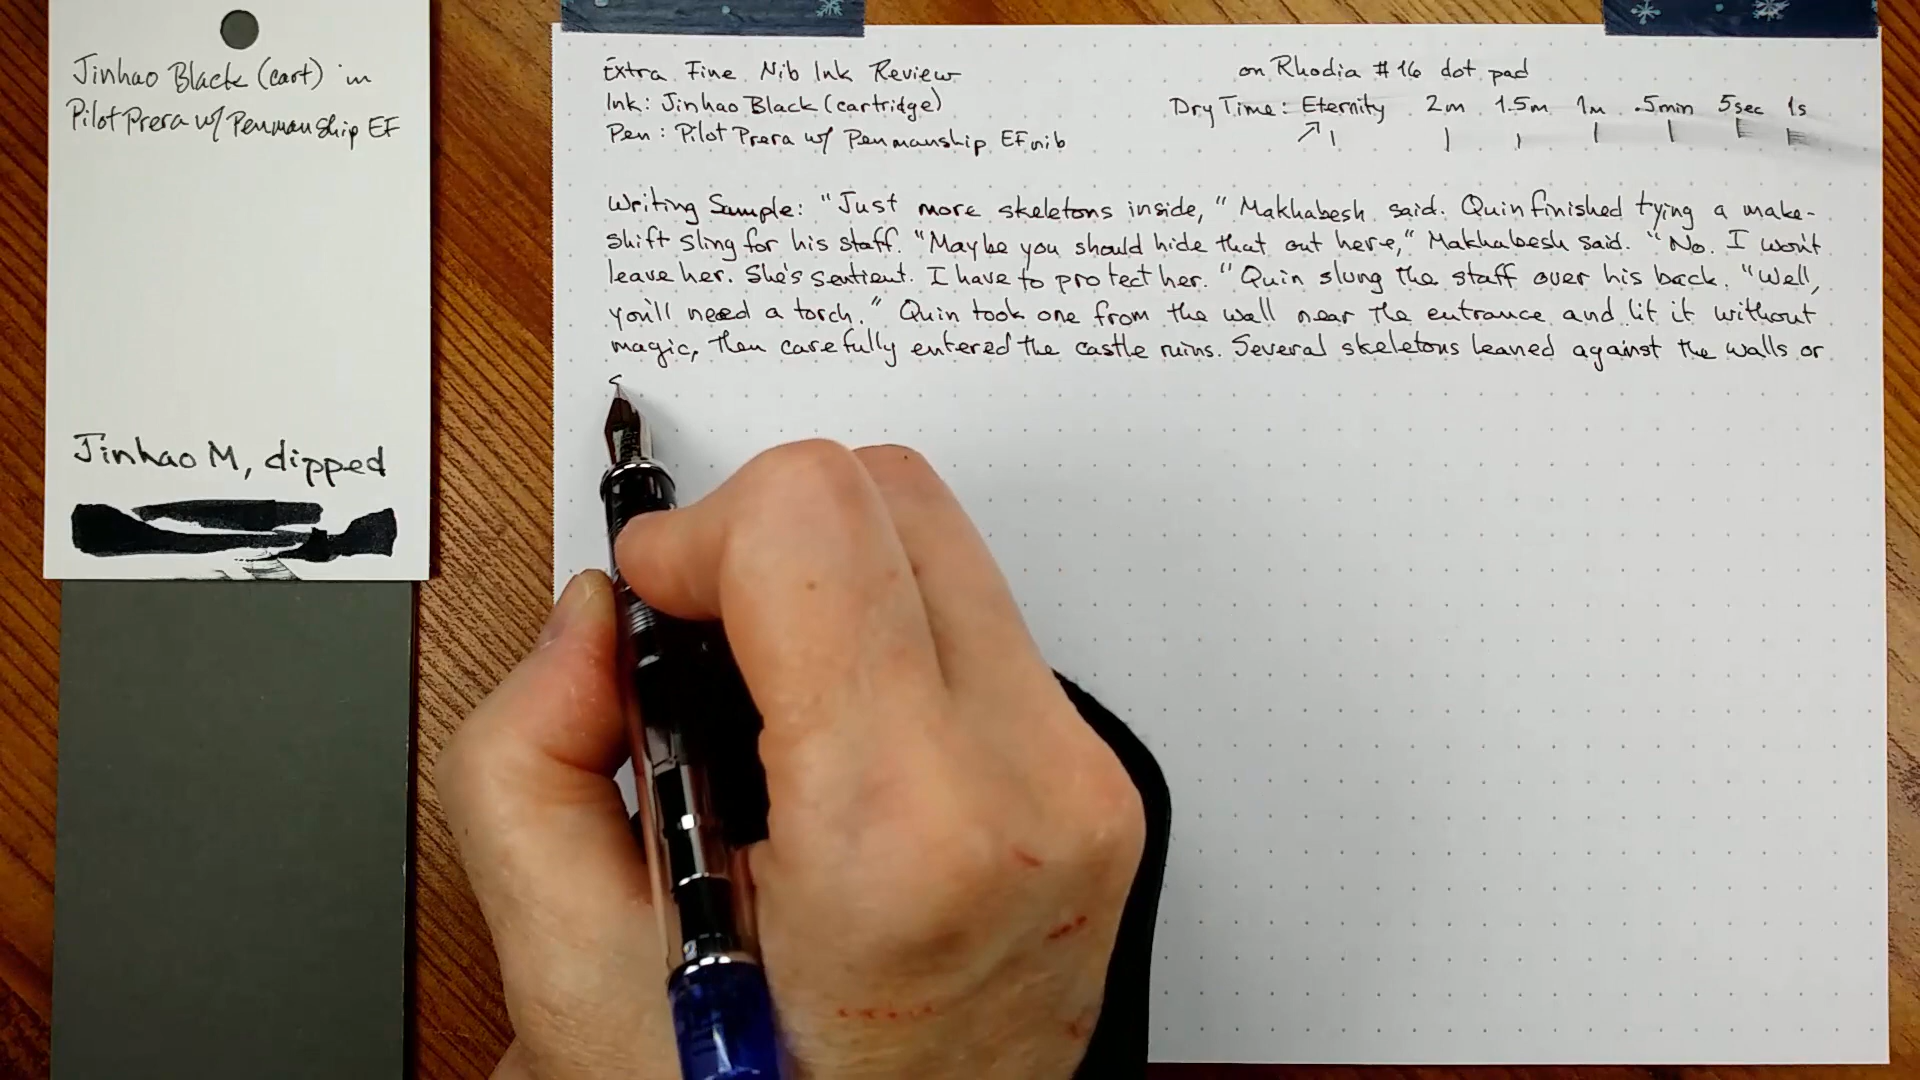 Jinhao Black (cart) in
Pilot Prera w/ Penmanship EF
Jinhao M, dipped
Extra Fine Nib Ink Review
Ink: Jinhao Black (cartridge)
Pen: Pilot Prera w/ Penmanship EF nib
on Rhodia #16 dot pad
Dry Time: Eternity 2m 1.5m 1m .5min 5sec 1s
Writing Sample: "Just more skeletons inside," Makhabesh said. Quin finished tying a make-
shift sling for his staff. "Maybe you should hide that out here," Makhabesh said. "No. I won't
leave her. She's sentient. I have to protect her." Quin slung the staff over his back. "Well,
you'll need a torch." Quin took one from the wall near the entrance and lit it without
magic, then carefully entered the castle ruins. Several skeletons leaned against the walls or
s